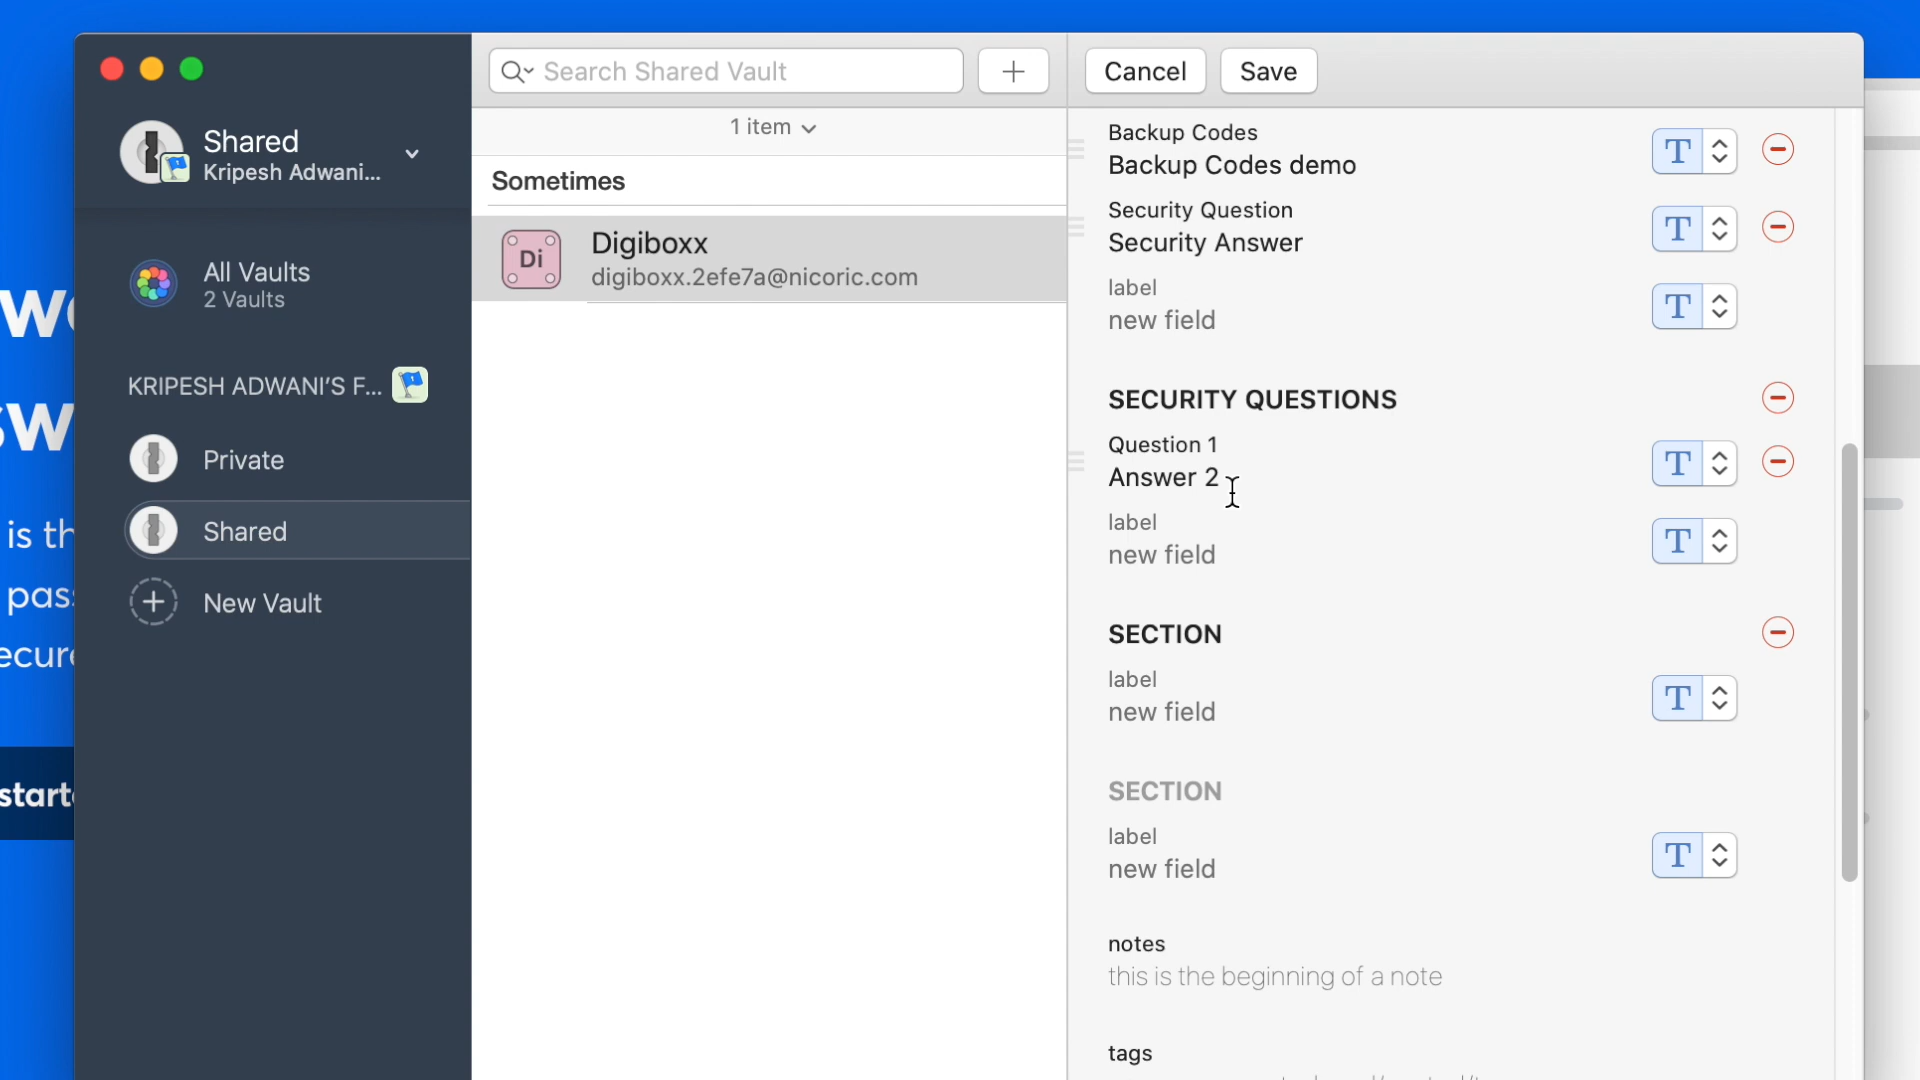 Shared
Kripesh Adwani...
All Vaults
2 Vaults
KRIPESH ADWANI'S F...
Private
Shared
New Vault
Search Shared Vault
1 item
Sometimes
Di
Digiboxx
digiboxx.2efe7a@nicoric.com
Cancel
Save
Backup Codes
Backup Codes demo
T
Security Question
Security Answer
T
label
new field
T
SECURITY QUESTIONS
Question 1
Answer 2
T
label
new field
T
SECTION
label
new field
T
SECTION
label
new field
T
notes
this is the beginning of a note
tags
is th